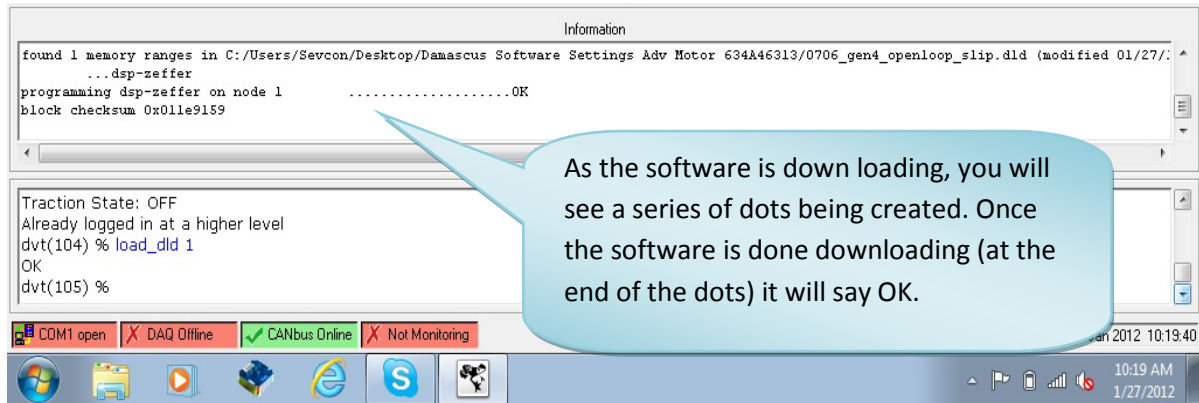 Information
found 1 memory ranges in C:/Users/Sevcon/Desktop/Damascus Software Settings Adv Motor 634A46313/0706_gen4_openloop_slip.dld (modified 01/27/
...dsp-zeffer
programming dsp-zeffer on node 1 ....................OK
block checksum 0x011e9159
As the software is down loading, you will
see a series of dots being created. Once
the software is done downloading (at the
end of the dots) it will say OK.
Traction State: OFF
Already logged in at a higher level
dvt(104) % load_dld 1
OK
dvt(105) %
COM1 open DAQ Offline CANbus Online Not Monitoring 2012 10:19:40
10:19 AM
1/27/2012